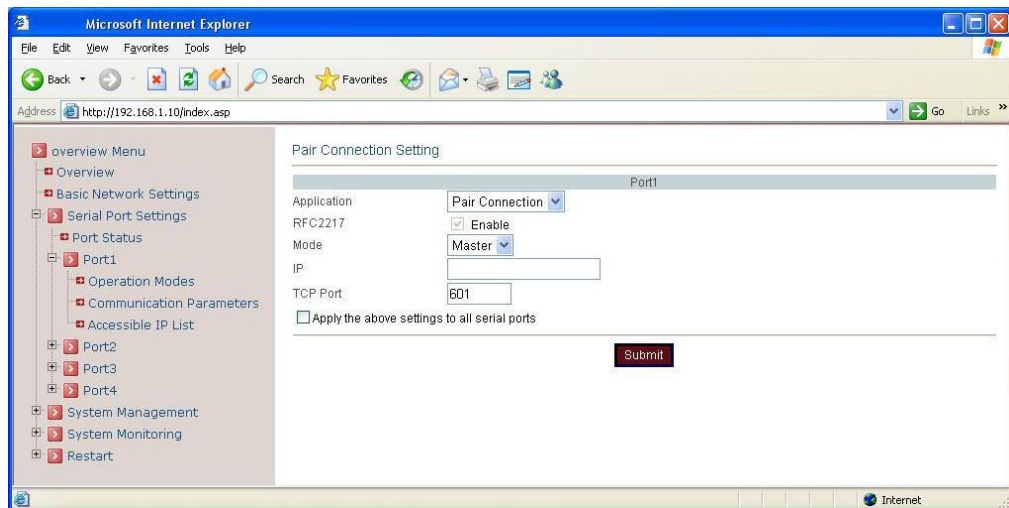 Microsoft Internet Explorer
File Edit View Favorites Tools Help
Back Search Favorites
Address http://192.168.1.10/index.asp Go Links »
overview Menu
Overview
Basic Network Settings
Serial Port Settings
Port Status
Port1
Operation Modes
Communication Parameters
Accessible IP List
Port2
Port3
Port4
System Management
System Monitoring
Restart
Pair Connection Setting
Port1
Application Pair Connection
RFC2217 Enable
Mode Master
IP
TCP Port 601
Apply the above settings to all serial ports
Submit
Internet